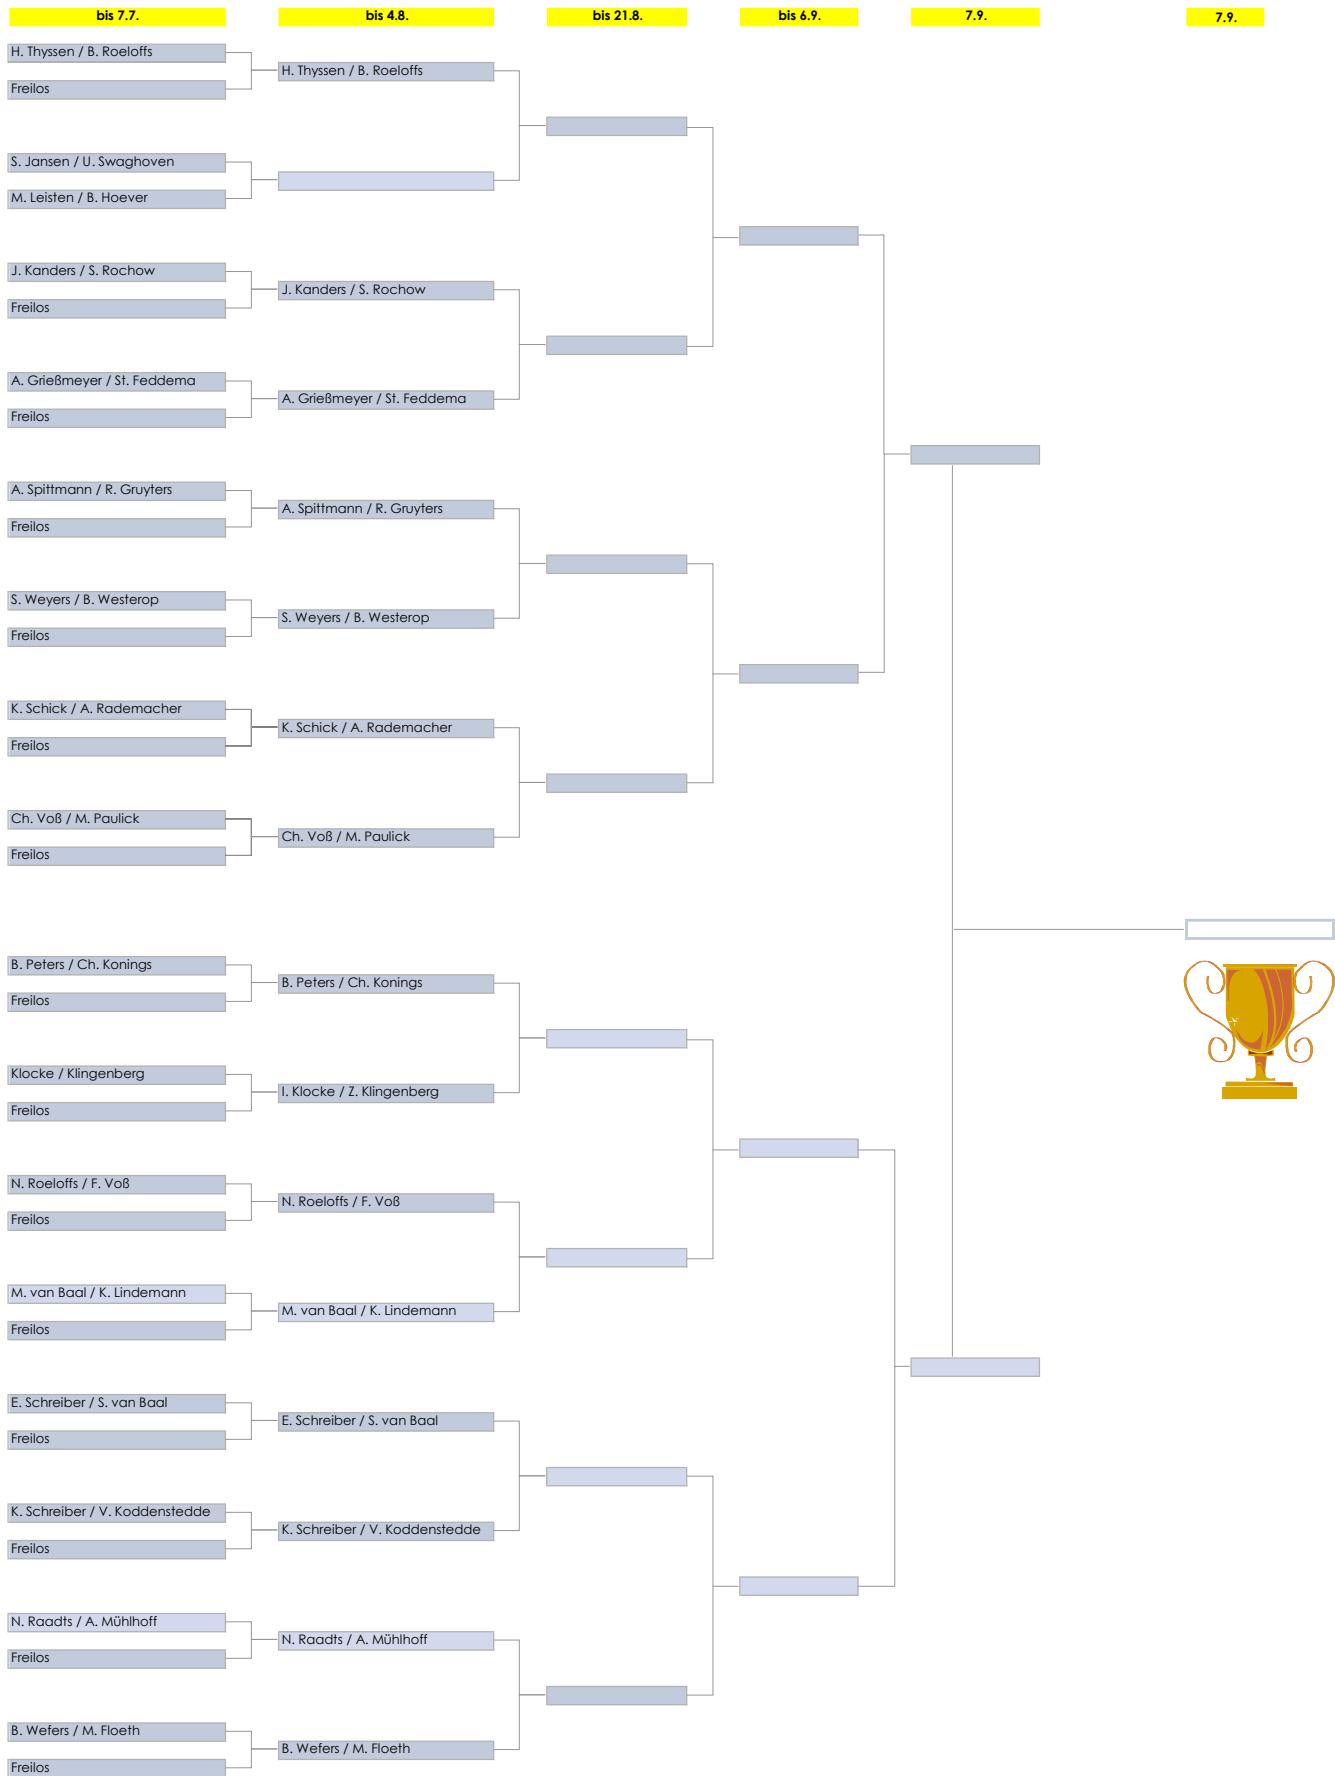 bis 7.7.
bis 4.8.
bis 21.8.
bis 6.9.
7.9.
7.9.
H. Thyssen / B. Roeloffs
H. Thyssen / B. Roeloffs
Freilos
S. Jansen / U. Swaghoven
M. Leisten / B. Hoever
J. Kanders / S. Rochow
J. Kanders / S. Rochow
Freilos
A. Grießmeyer / St. Feddema
A. Grießmeyer / St. Feddema
Freilos
A. Spittmann / R. Gruyters
A. Spittmann / R. Gruyters
Freilos
S. Weyers / B. Westerop
S. Weyers / B. Westerop
Freilos
K. Schick / A. Rademacher
K. Schick / A. Rademacher
Freilos
Ch. Voß / M. Paulick
Ch. Voß / M. Paulick
Freilos
B. Peters / Ch. Konings
B. Peters / Ch. Konings
Freilos
Klocke / Klingenberg
I. Klocke / Z. Klingenberg
Freilos
N. Roeloffs / F. Voß
N. Roeloffs / F. Voß
Freilos
M. van Baal / K. Lindemann
M. van Baal / K. Lindemann
Freilos
E. Schreiber / S. van Baal
E. Schreiber / S. van Baal
Freilos
K. Schreiber / V. Koddenstedde
K. Schreiber / V. Koddenstedde
Freilos
N. Raadts / A. Mühlhoff
N. Raadts / A. Mühlhoff
Freilos
B. Wefers / M. Floeth
B. Wefers / M. Floeth
Freilos